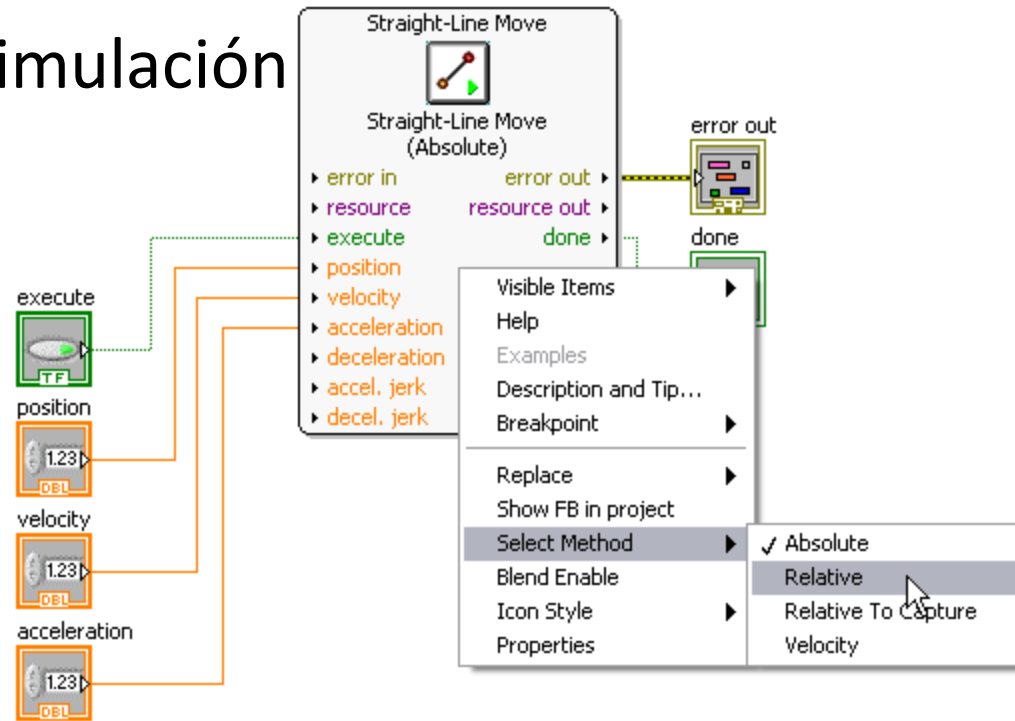 imulación
Straight-Line Move
Straight-Line Move
(Absolute)
error in
error out
resource
resource out
execute
done
position
velocity
acceleration
deceleration
accel. jerk
decel. jerk
error out
done
execute
TF
position
1.23
DBL
velocity
1.23
DBL
acceleration
1.23
DBL
Visible Items
Help
Examples
Description and Tip...
Breakpoint
Replace
Show FB in project
Select Method
Blend Enable
Icon Style
Properties
Absolute
Relative
Relative To Capture
Velocity